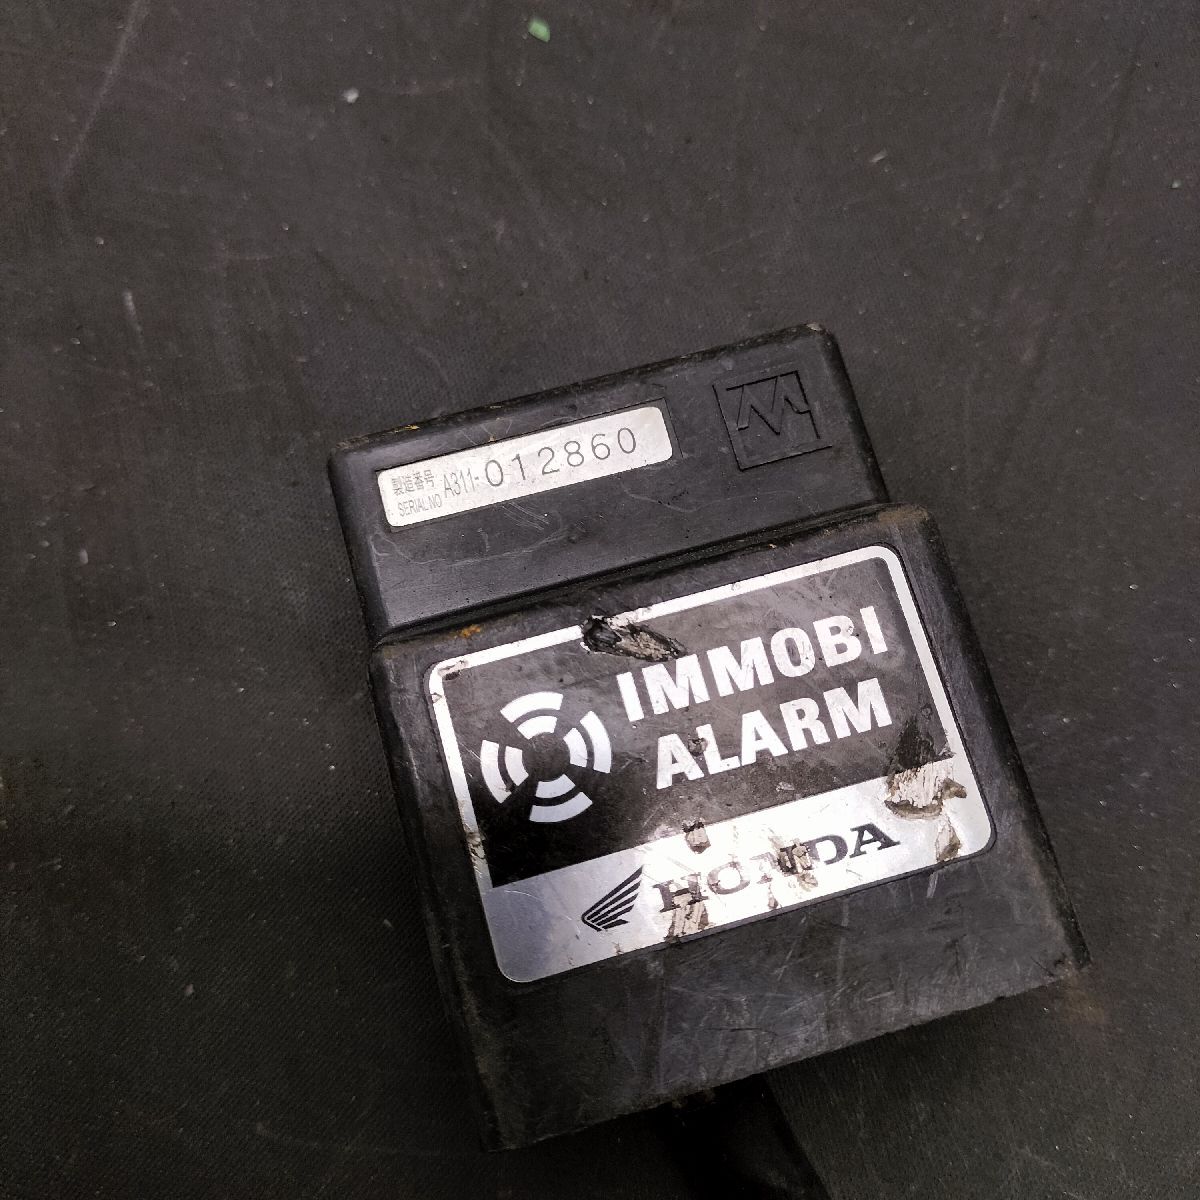 製造番号
SERIAL NO A311-012860
IMMOBI
ALARM
HONDA